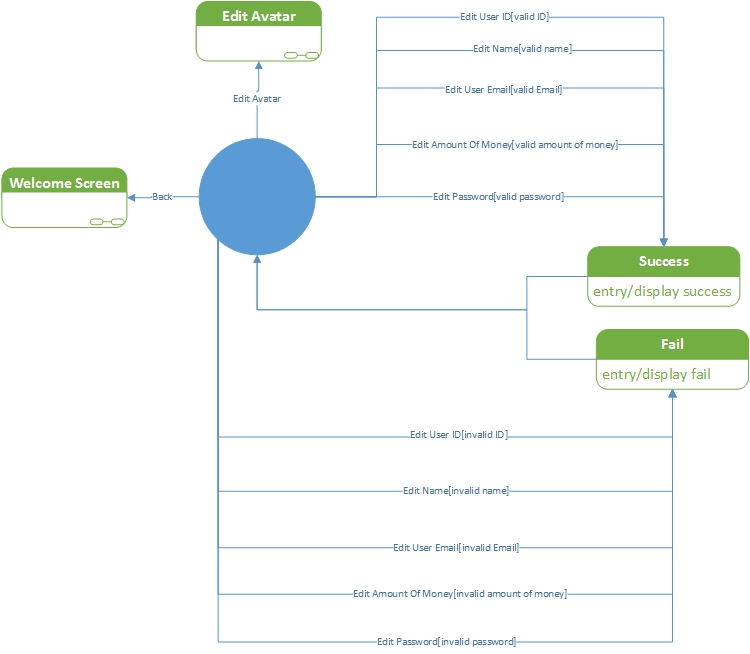 Edit Avatar
Edit User ID[valid ID]
Edit Name[valid name]
Edit User Email[valid Email]
Edit Avatar
Edit Amount Of Money[valid amount of money]
Welcome Screen
Back
Edit Password[valid password]
Success
entry/display success
Fail
entry/display fail
Edit User ID[invalid ID]
Edit Name[invalid name]
Edit User Email[invalid Email]
Edit Amount Of Money[invalid amount of money]
Edit Password[invalid password]